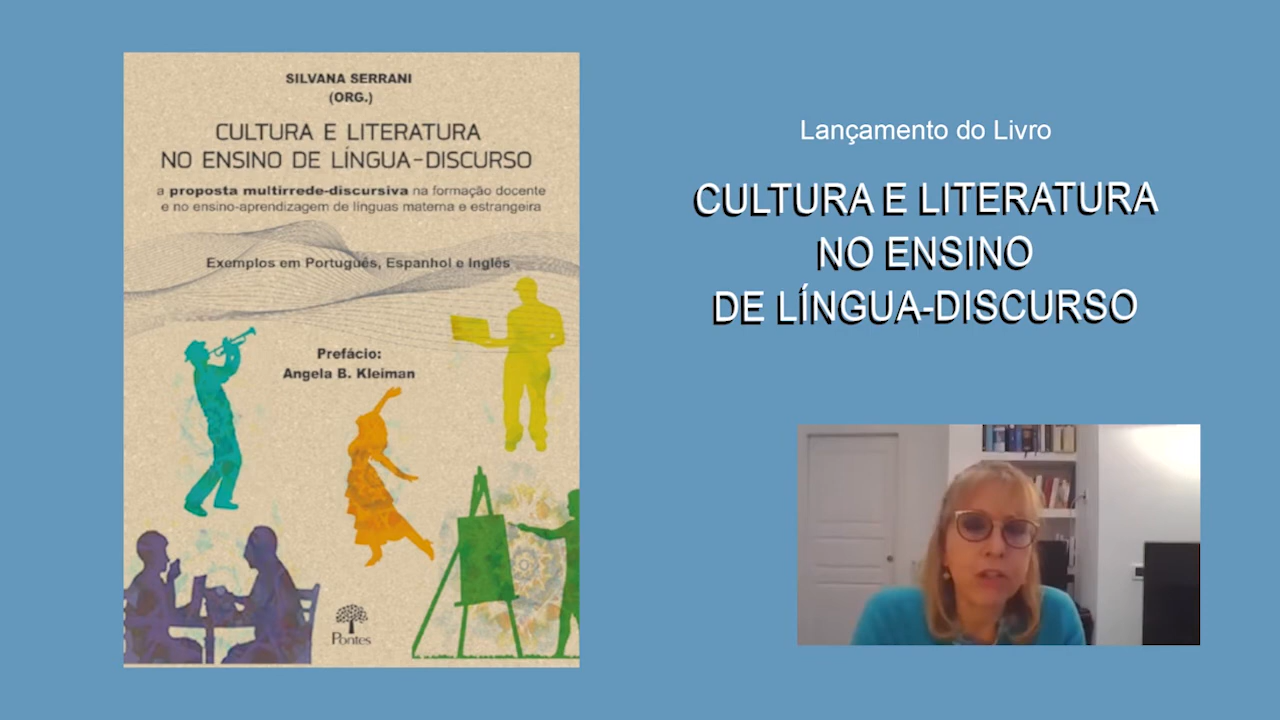 SILVANA SERRANI
(ORG.)
CULTURA E LITERATURA
NO ENSINO DE LÍNGUA-DISCURSO
a proposta multirrede-discursiva na formação docente
e no ensino-aprendizagem de línguas materna e estrangeira
Exemplos em Português, Espanhol e Inglês
Prefácio:
Angela B. Kleiman
Pontes
Lançamento do Livro
CULTURA E LITERATURA
NO ENSINO
DE LÍNGUA-DISCURSO